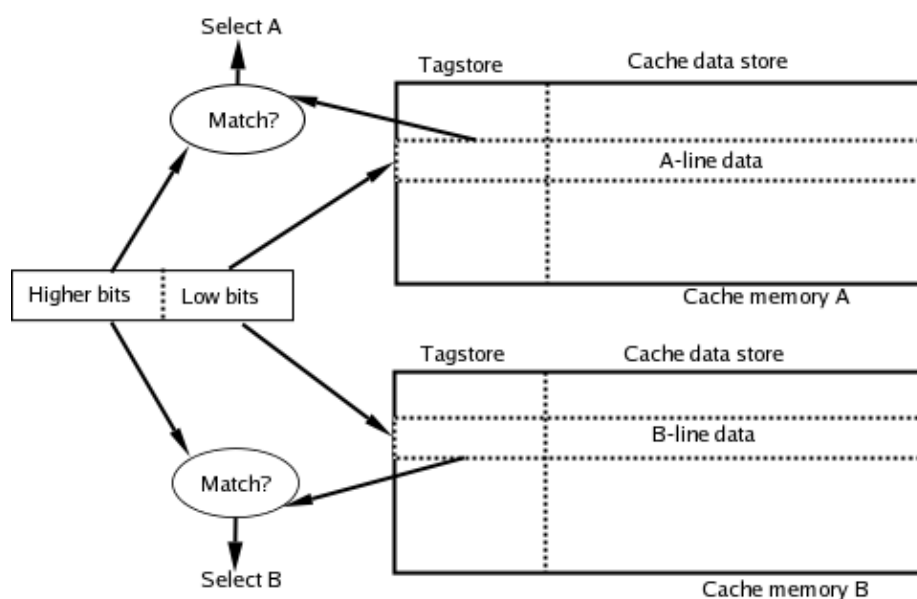 Select A
Tagstore
Cache data store
Match?
A-line data
Higher bits
Low bits
Cache memory A
Tagstore
Cache data store
B-line data
Match?
Select B
Cache memory B